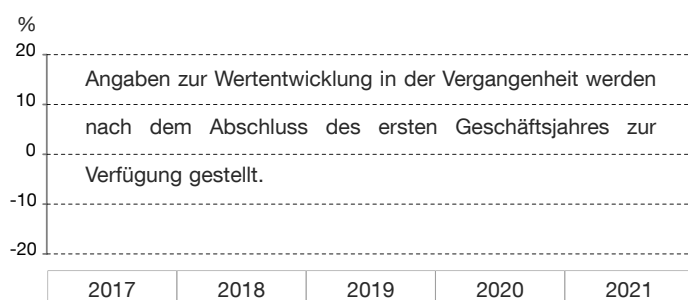 %
20
Angaben zur Wertentwicklung in der Vergangenheit werden
10
nach dem Abschluss des ersten Geschäftsjahres zur
0
Verfügung gestellt.
-10
-20
2017 2018 2019 2020 2021